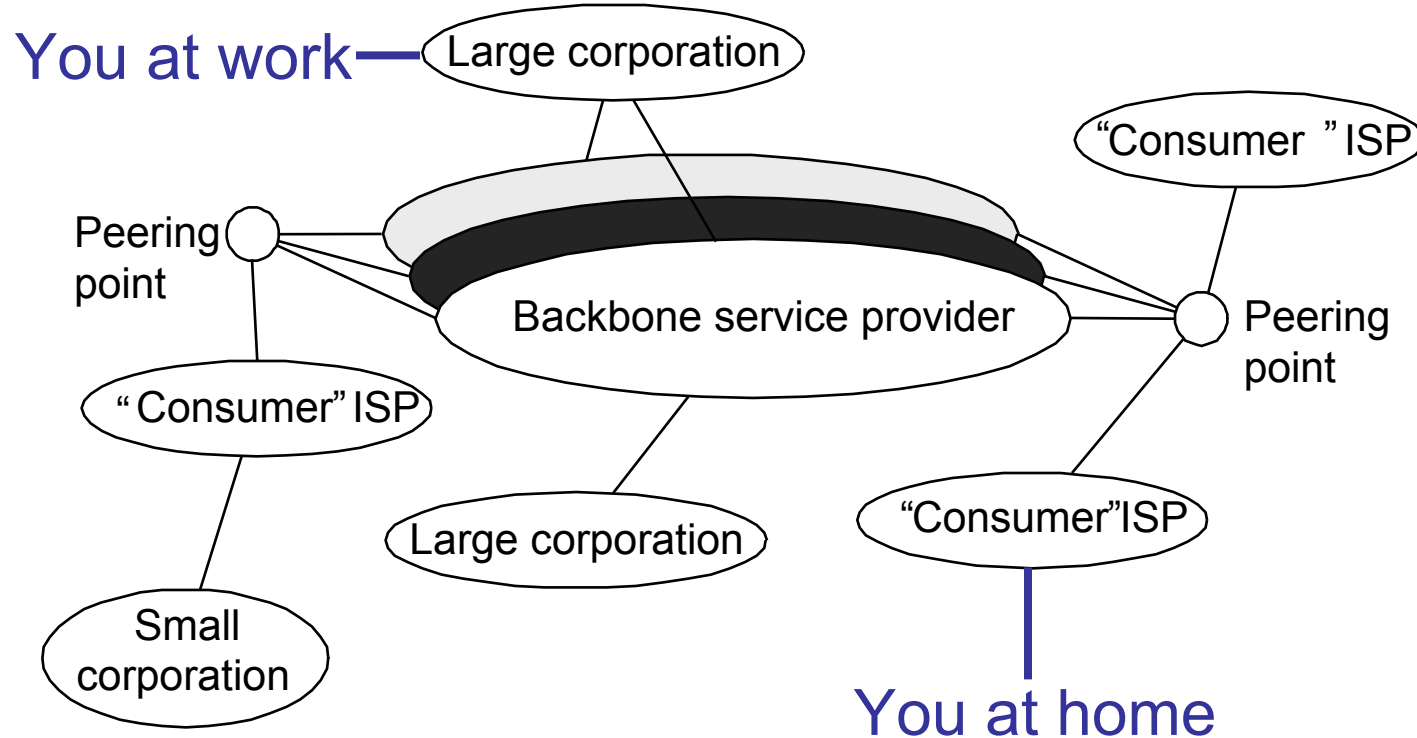 You at work
Large corporation
“Consumer ” ISP
Peering
point
Backbone service provider
Peering
point
“Consumer” ISP
“Consumer”ISP
Large corporation
Small
corporation
You at home